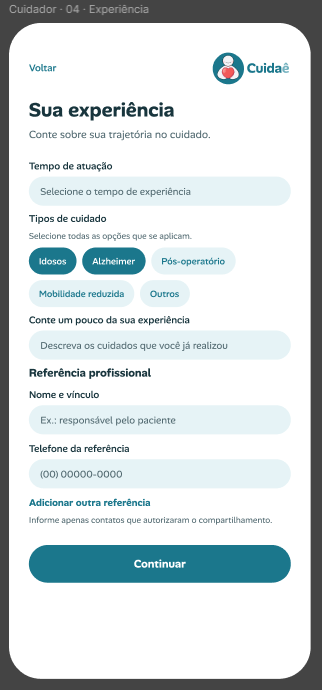 Cuidador - 04 - Experiência
Voltar
Cuidaê
Sua experiência
Conte sobre sua trajetória no cuidado.
Tempo de atuação
Selecione o tempo de experiência
Tipos de cuidado
Selecione todas as opções que se aplicam.
Idosos Alzheimer Pós-operatório
Mobilidade reduzida Outros
Conte um pouco da sua experiência
Descreva os cuidados que você já realizou
Referência profissional
Nome e vínculo
Ex.: responsável pelo paciente
Telefone da referência
(00) 00000-0000
Adicionar outra referência
Informe apenas contatos que autorizaram o compartilhamento.
Continuar